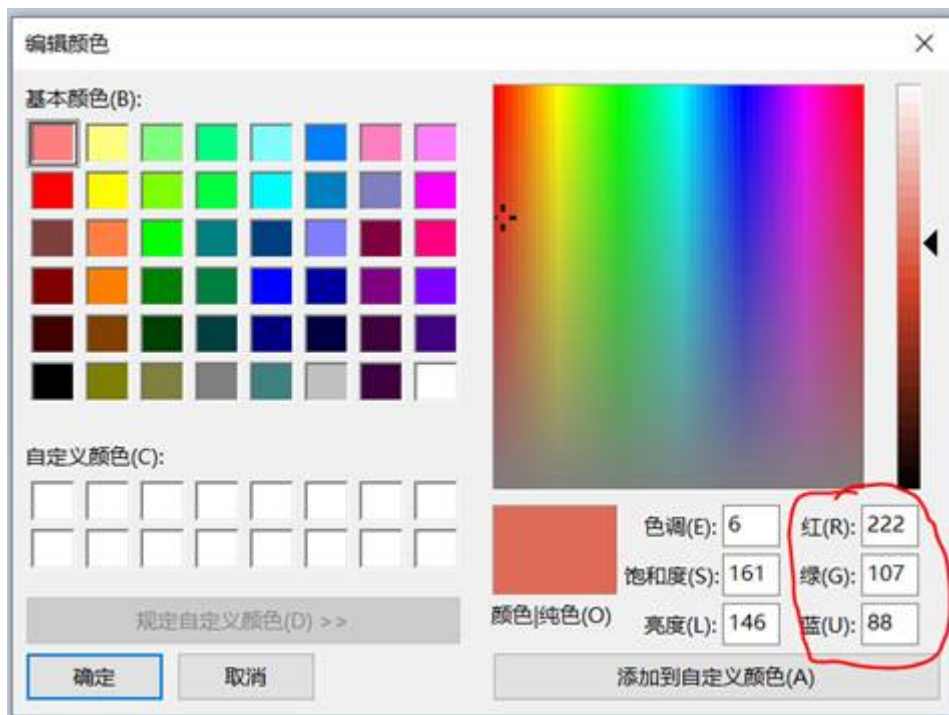 编辑颜色
基本颜色(B):
自定义颜色(C):
规定自定义颜色(D) >>
确定
取消
颜色|纯色(O)
色调(E): 6
饱和度(S): 161
亮度(L): 146
红(R): 222
绿(G): 107
蓝(U): 88
添加到自定义颜色(A)